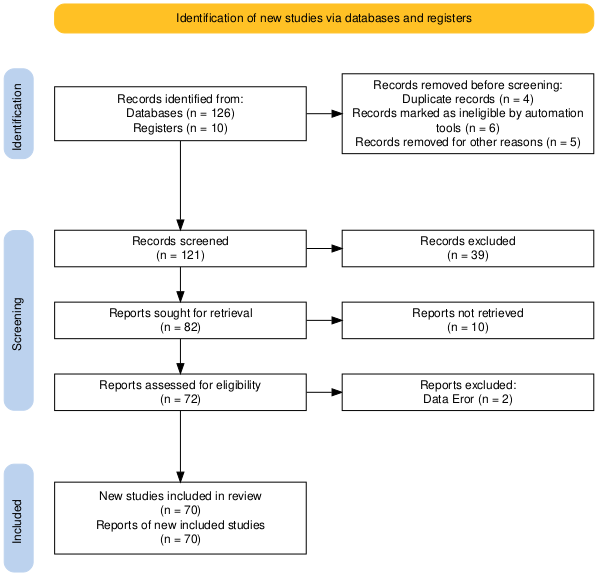 Identification of new studies via databases and registers
Identification
Records identified from:
Databases (n = 126)
Registers (n = 10)
Records removed before screening:
Duplicate records (n = 4)
Records marked as ineligible by automation
tools (n = 6)
Records removed for other reasons (n = 5)
Screening
Records screened
(n = 121)
Records excluded
(n = 39)
Reports sought for retrieval
(n = 82)
Reports not retrieved
(n = 10)
Reports assessed for eligibility
(n = 72)
Reports excluded:
Data Eror (n = 2)
Included
New studies included in review
(n = 70)
Reports of new included studies
(n = 70)